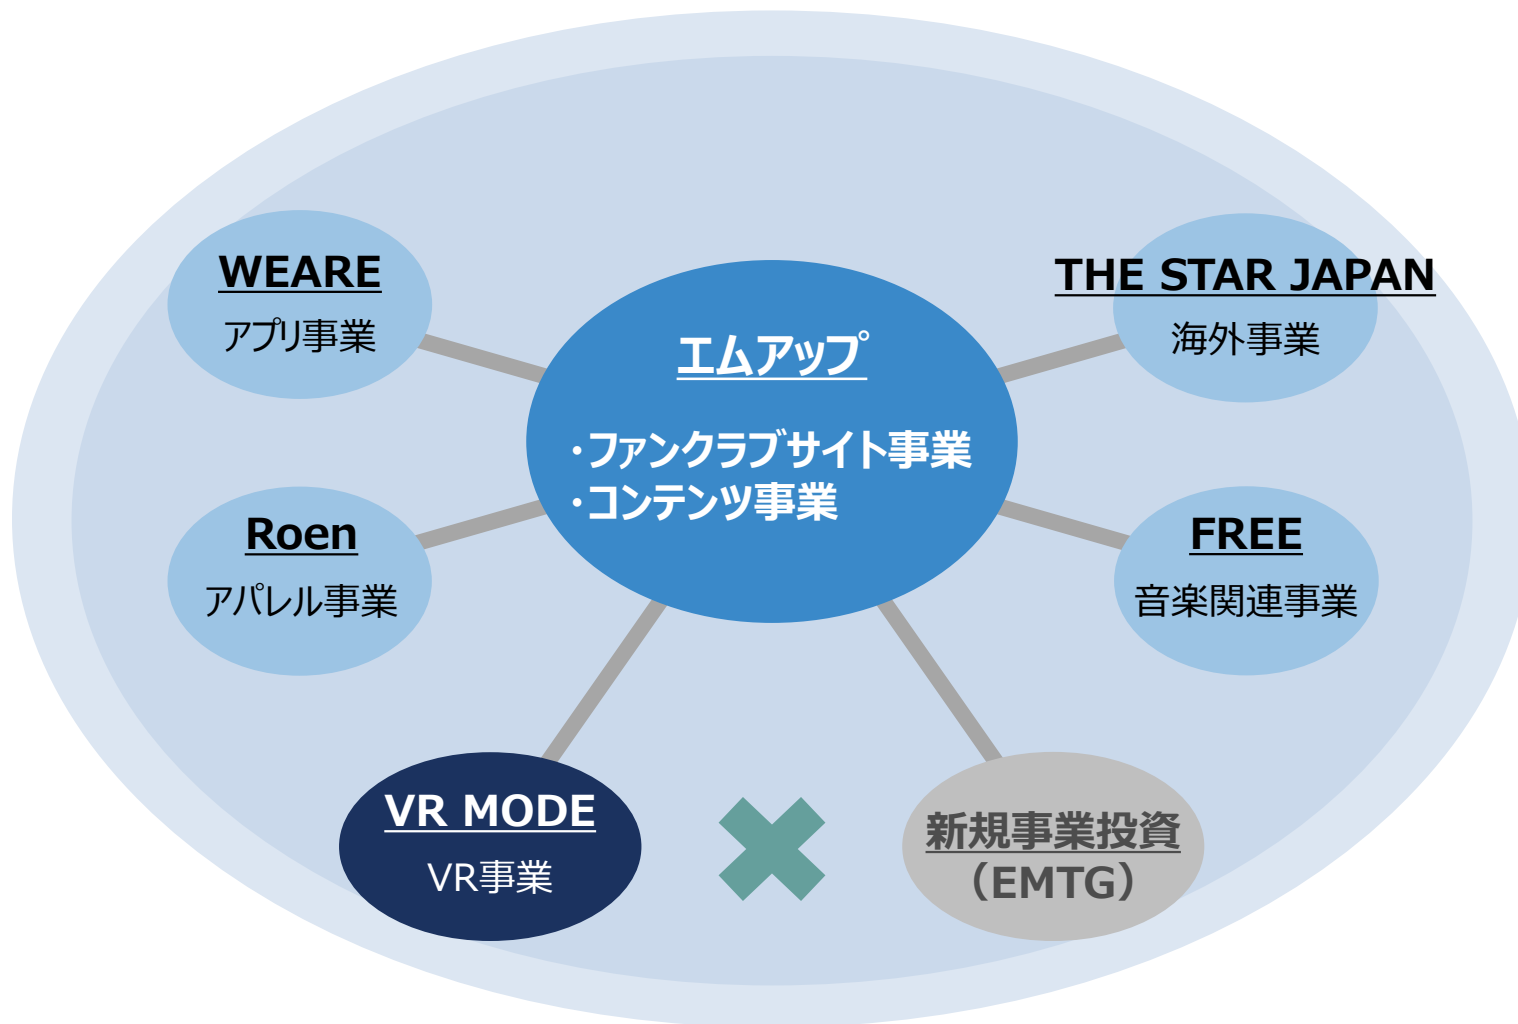 WEARE
アプリ事業
THE STAR JAPAN
海外事業
エムアップ
・ファンクラブサイト事業
・コンテンツ事業
Roen
アパレル事業
FREE
音楽関連事業
VR MODE
VR事業
新規事業投資
（EMTG）